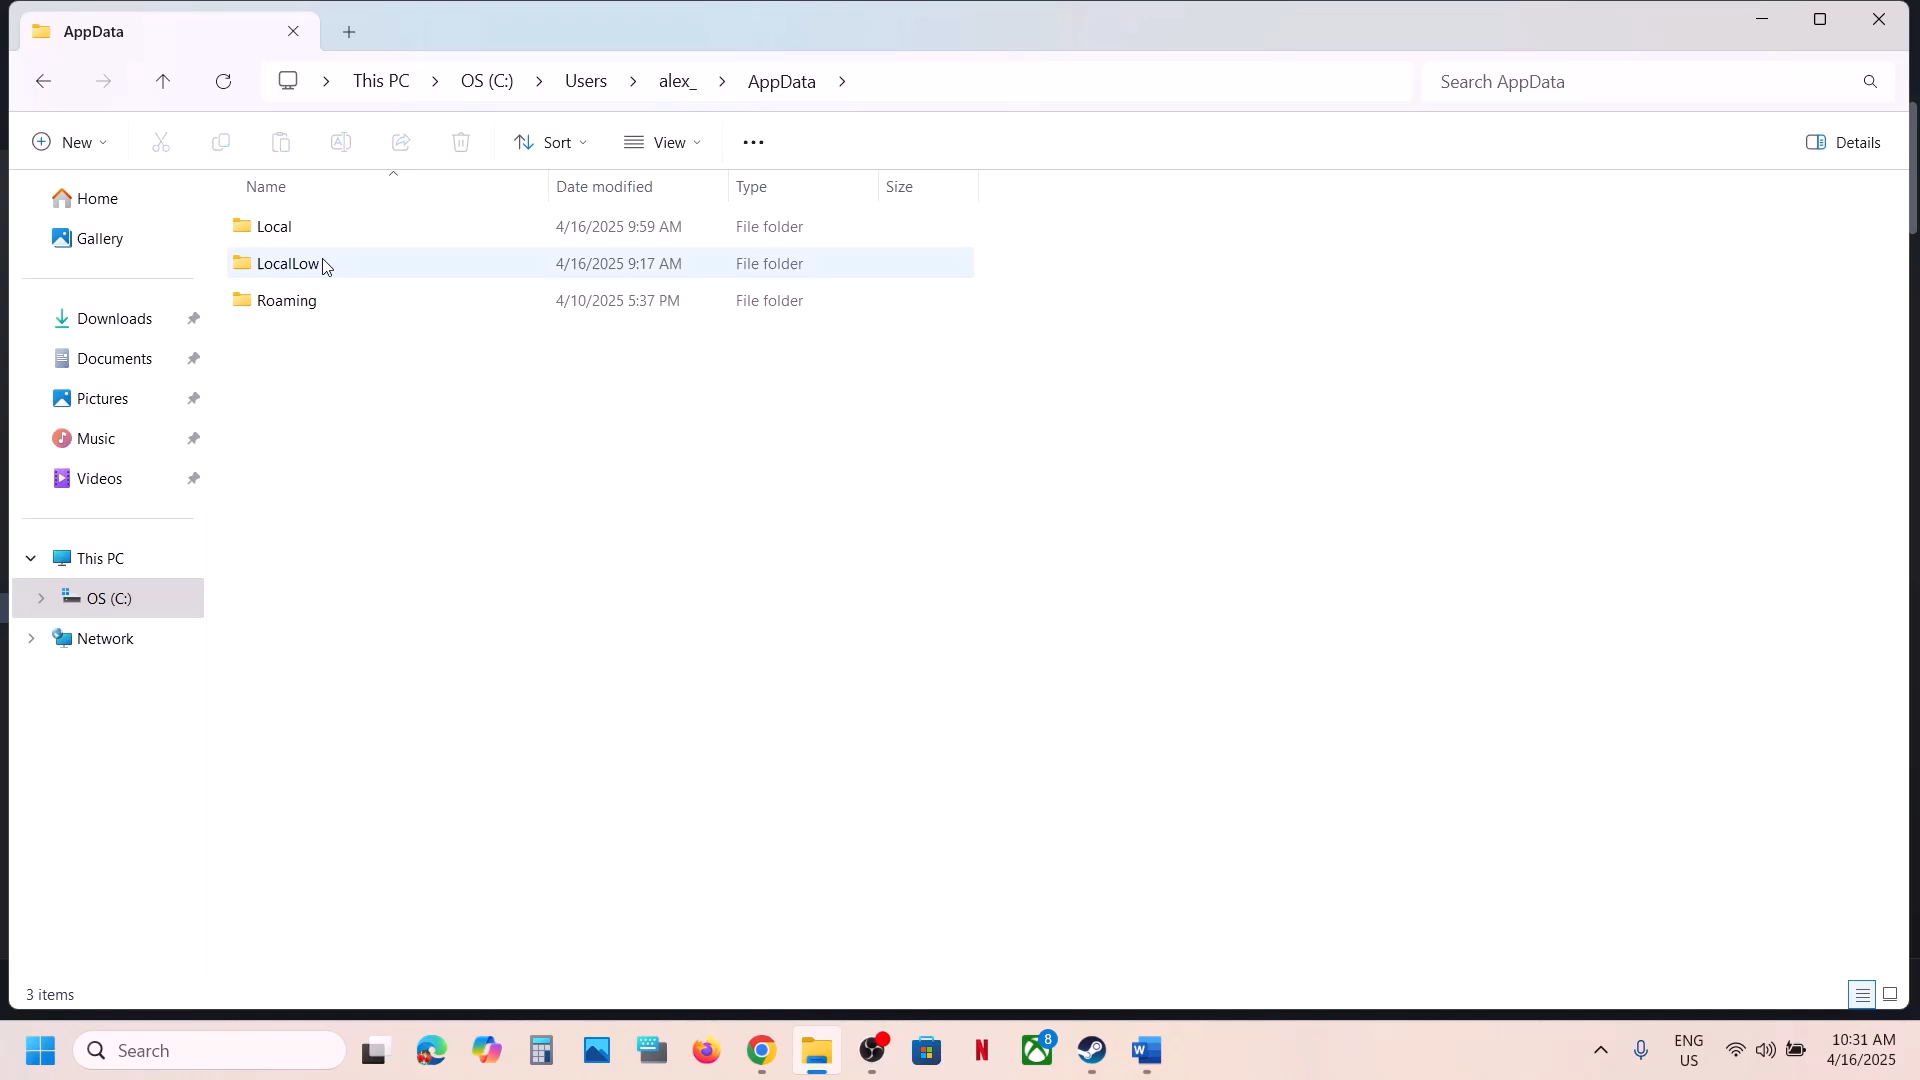 AppData
This PC
OS (C:)
Users
alex_
AppData
Search AppData
New
Sort
View
Details
Name
Date modified
Type
Size
Home
Gallery
Downloads
Documents
Pictures
Music
Videos
This PC
OS (C:)
Network
Local 4/16/2025 9:59 AM File folder
LocalLow 4/16/2025 9:17 AM File folder
Roaming 4/10/2025 5:37 PM File folder
3 items
Search
8
ENG
US
10:31 AM
4/16/2025